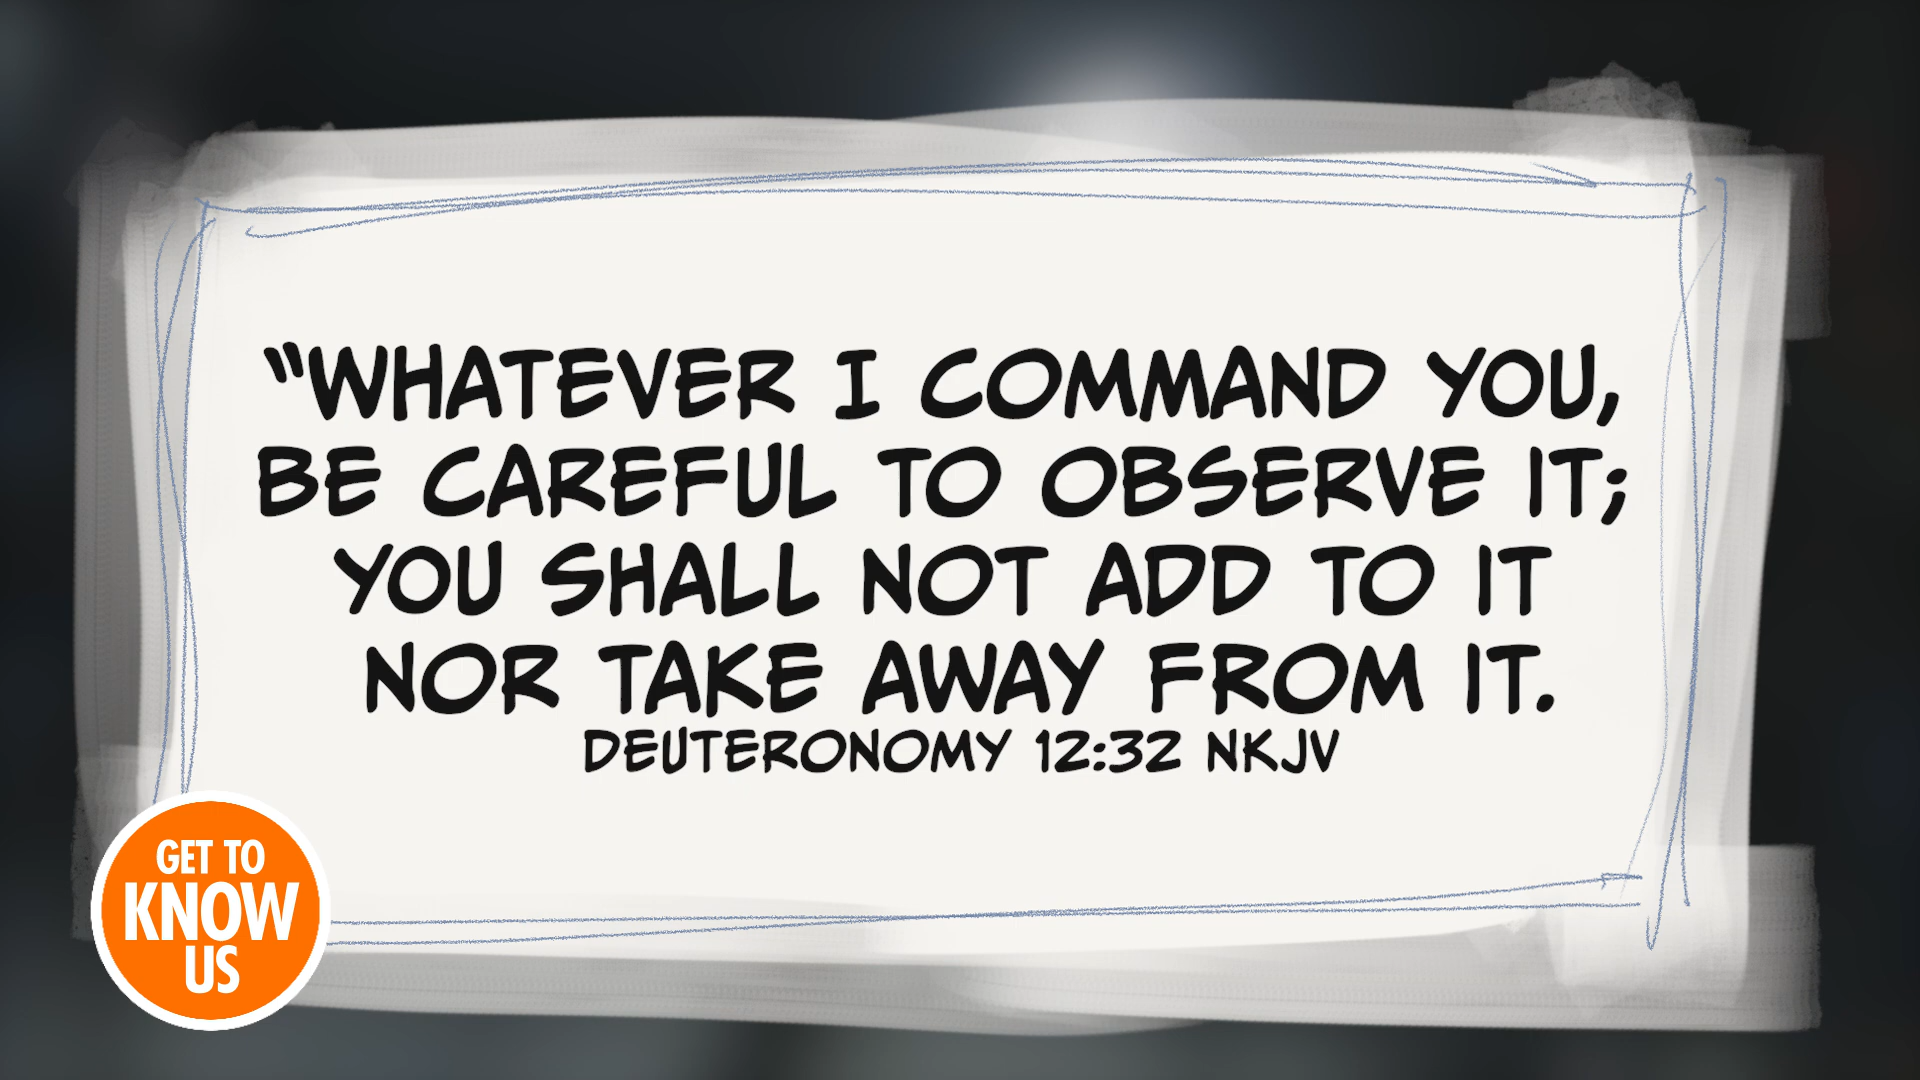 “WHATEVER I COMMAND YOU,
BE CAREFUL TO OBSERVE IT;
YOU SHALL NOT ADD TO IT
NOR TAKE AWAY FROM IT.
DEUTERONOMY 12:32 NKJV
GET TO
KNOW
US